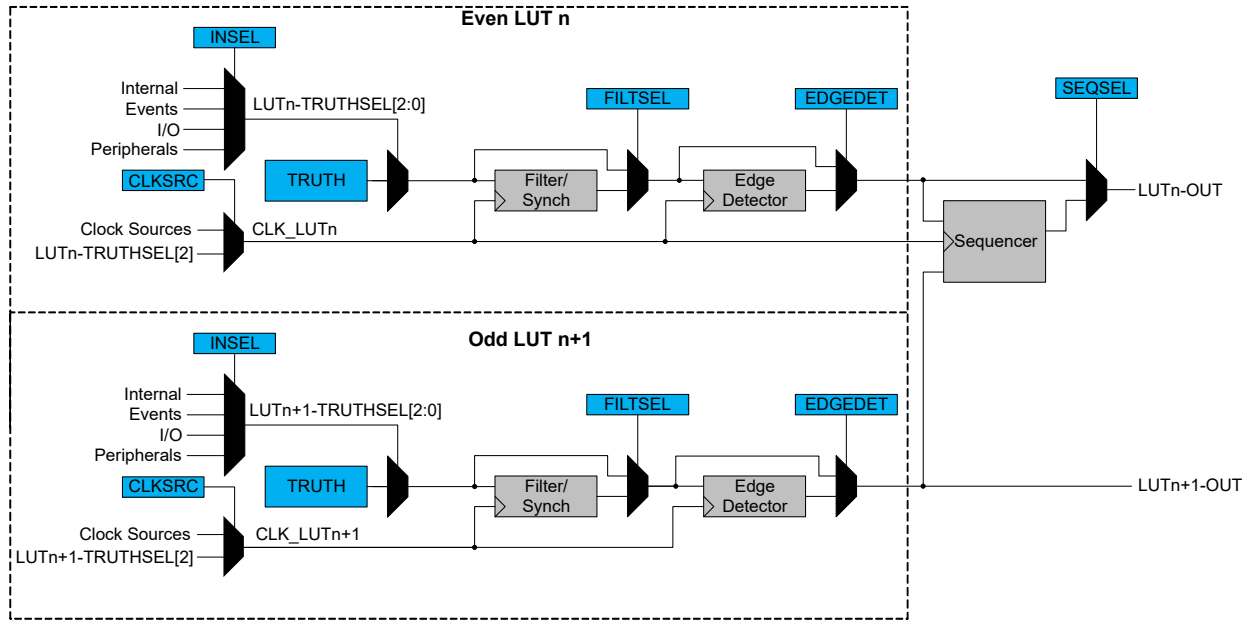 Even LUT n
INSEL
Internal
Events
I/O
Peripherals
LUTn-TRUTHSEL[2:0]
FILTSEL
EDGEDET
SEQSEL
CLKSRC
TRUTH
Filter/
Synch
Edge
Detector
LUTn-OUT
Clock Sources
LUTn-TRUTHSEL[2]
CLK_LUTn
Sequencer
Odd LUT n+1
INSEL
Internal
Events
I/O
Peripherals
LUTn+1-TRUTHSEL[2:0]
FILTSEL
EDGEDET
CLKSRC
TRUTH
Filter/
Synch
Edge
Detector
LUTn+1-OUT
Clock Sources
LUTn+1-TRUTHSEL[2]
CLK_LUTn+1